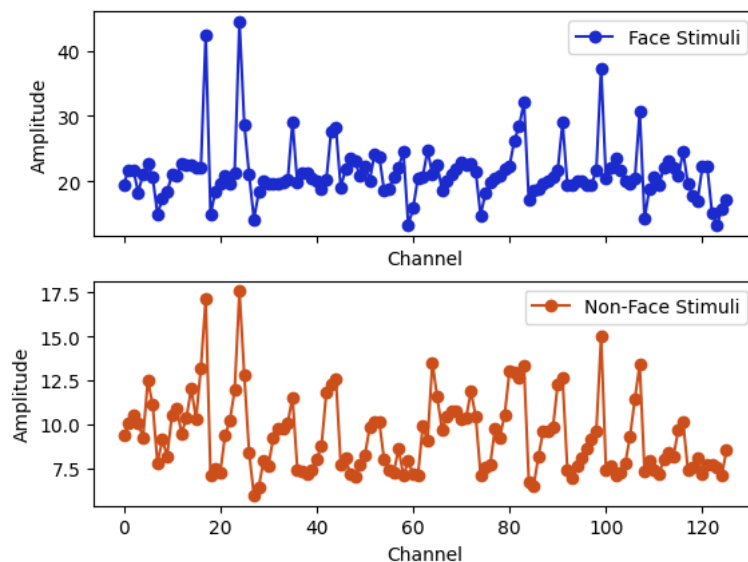 Face Stimuli
Amplitude
40
30
20
Channel
Non-Face Stimuli
Amplitude
17.5
15.0
12.5
10.0
7.5
0 20 40 60 80 100 120
Channel